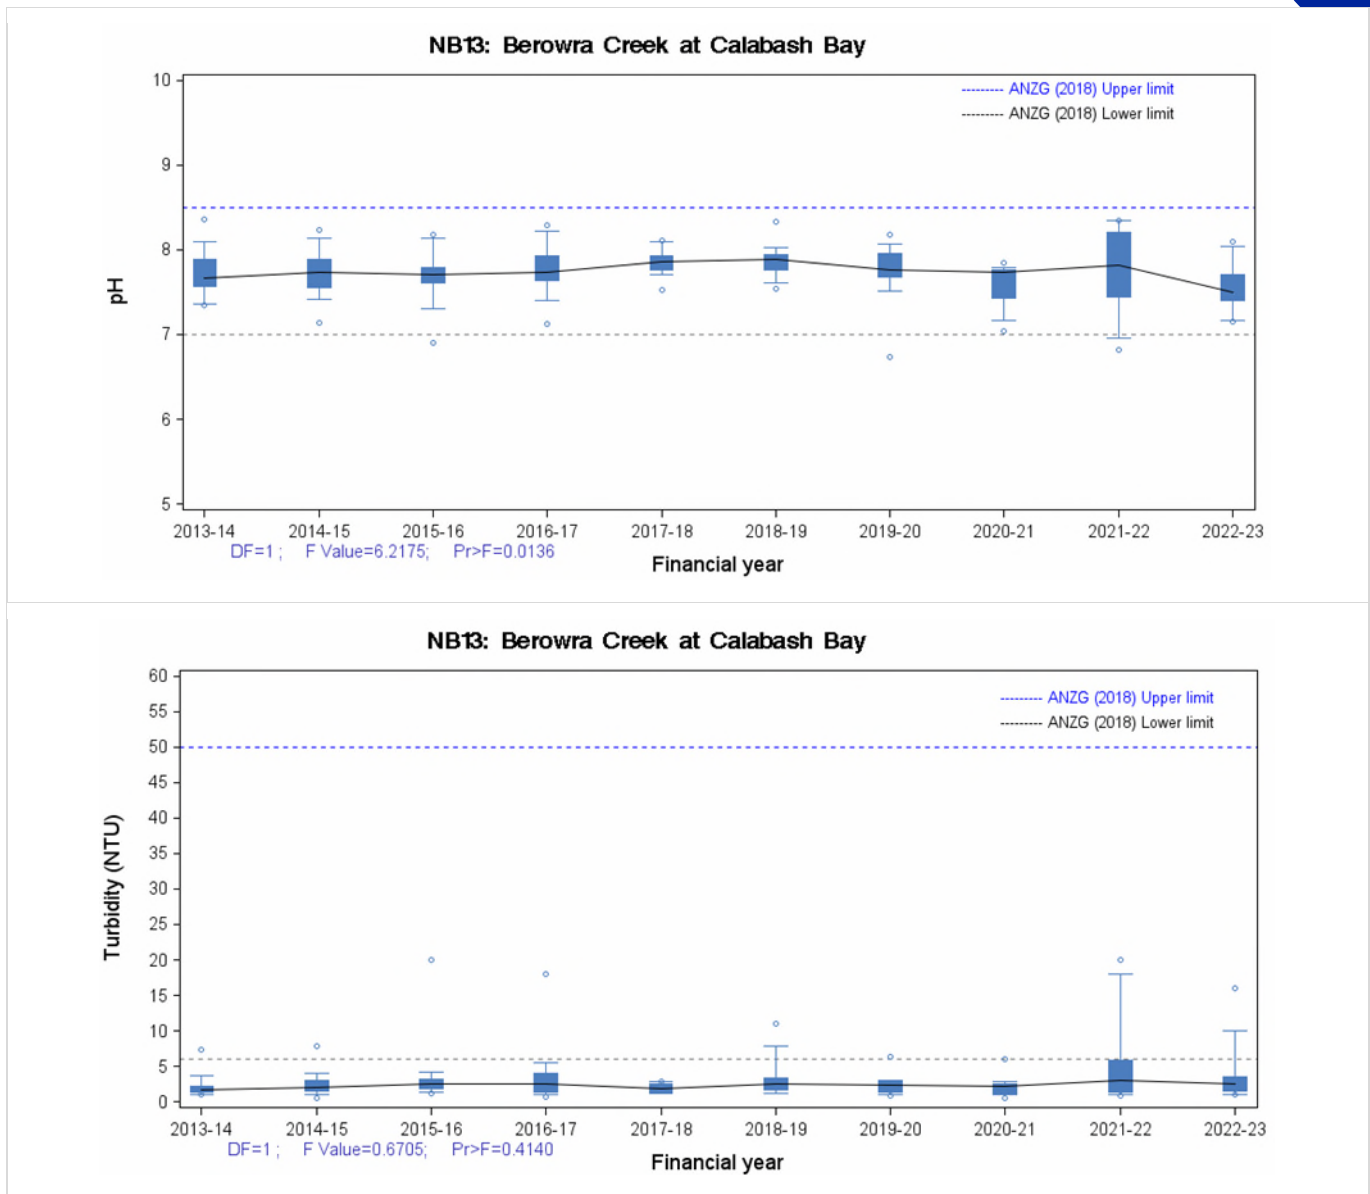 NB13: Berowra Creek at Calabash Bay
10
9
8
7
6
5
pH
--------- ANZG (2018) Upper limit
--------- ANZG (2018) Lower limit
2013-14 2014-15 2015-16 2016-17 2017-18 2018-19 2019-20 2020-21 2021-22 2022-23
DF=1 ; F Value=6.2175; Pr>F=0.0136
Financial year
NB13: Berowra Creek at Calabash Bay
60
55
50
45
40
35
30
25
20
15
10
5
0
Turbidity (NTU)
--------- ANZG (2018) Upper limit
--------- ANZG (2018) Lower limit
2013-14 2014-15 2015-16 2016-17 2017-18 2018-19 2019-20 2020-21 2021-22 2022-23
DF=1 ; F Value=0.6705; Pr>F=0.4140
Financial year